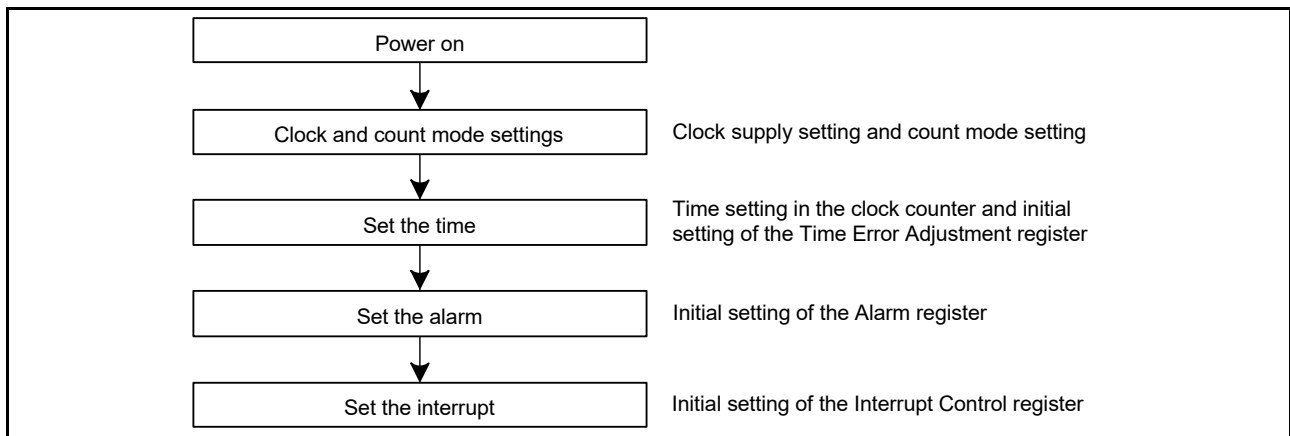 Power on
Clock and count mode settings
Clock supply setting and count mode setting
Set the time
Time setting in the clock counter and initial
setting of the Time Error Adjustment register
Set the alarm
Initial setting of the Alarm register
Set the interrupt
Initial setting of the Interrupt Control register